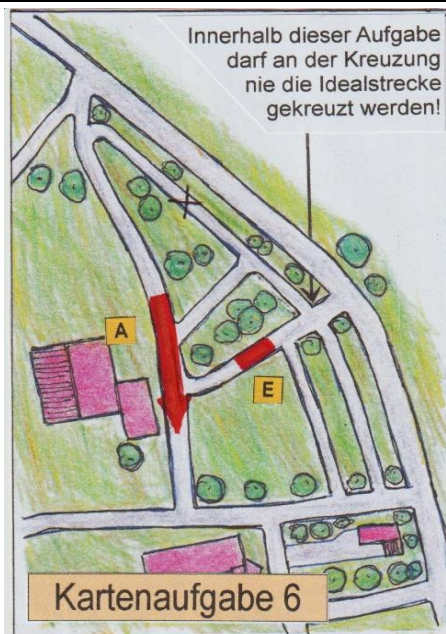 Innerhalb dieser Aufgabe
darf an der Kreuzung
nie die Idealstrecke
gekreuzt werden!
A
E
Kartenaufgabe 6